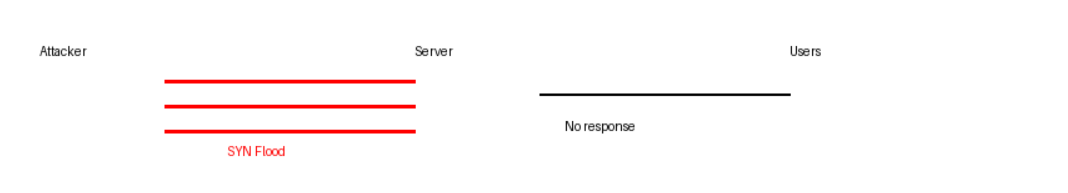 Attacker
Server
Users
No response
SYN Flood